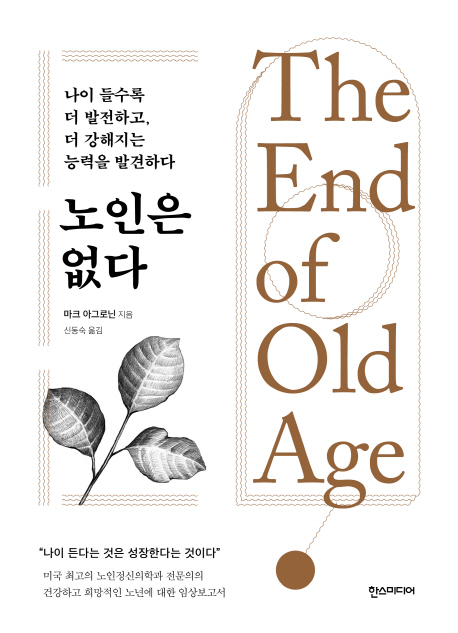 나이 들수록
더 발전하고,
더 강해지는
능력을 발견하다
노인은
없다
마크 아그로닌 지음
신동숙 옮김
The
End
of
Old
Age
“나이 든다는 것은 성장한다는 것이다”
미국 최고의 노인정신의학과 전문의의
건강하고 희망적인 노년에 대한 임상보고서
한스미디어